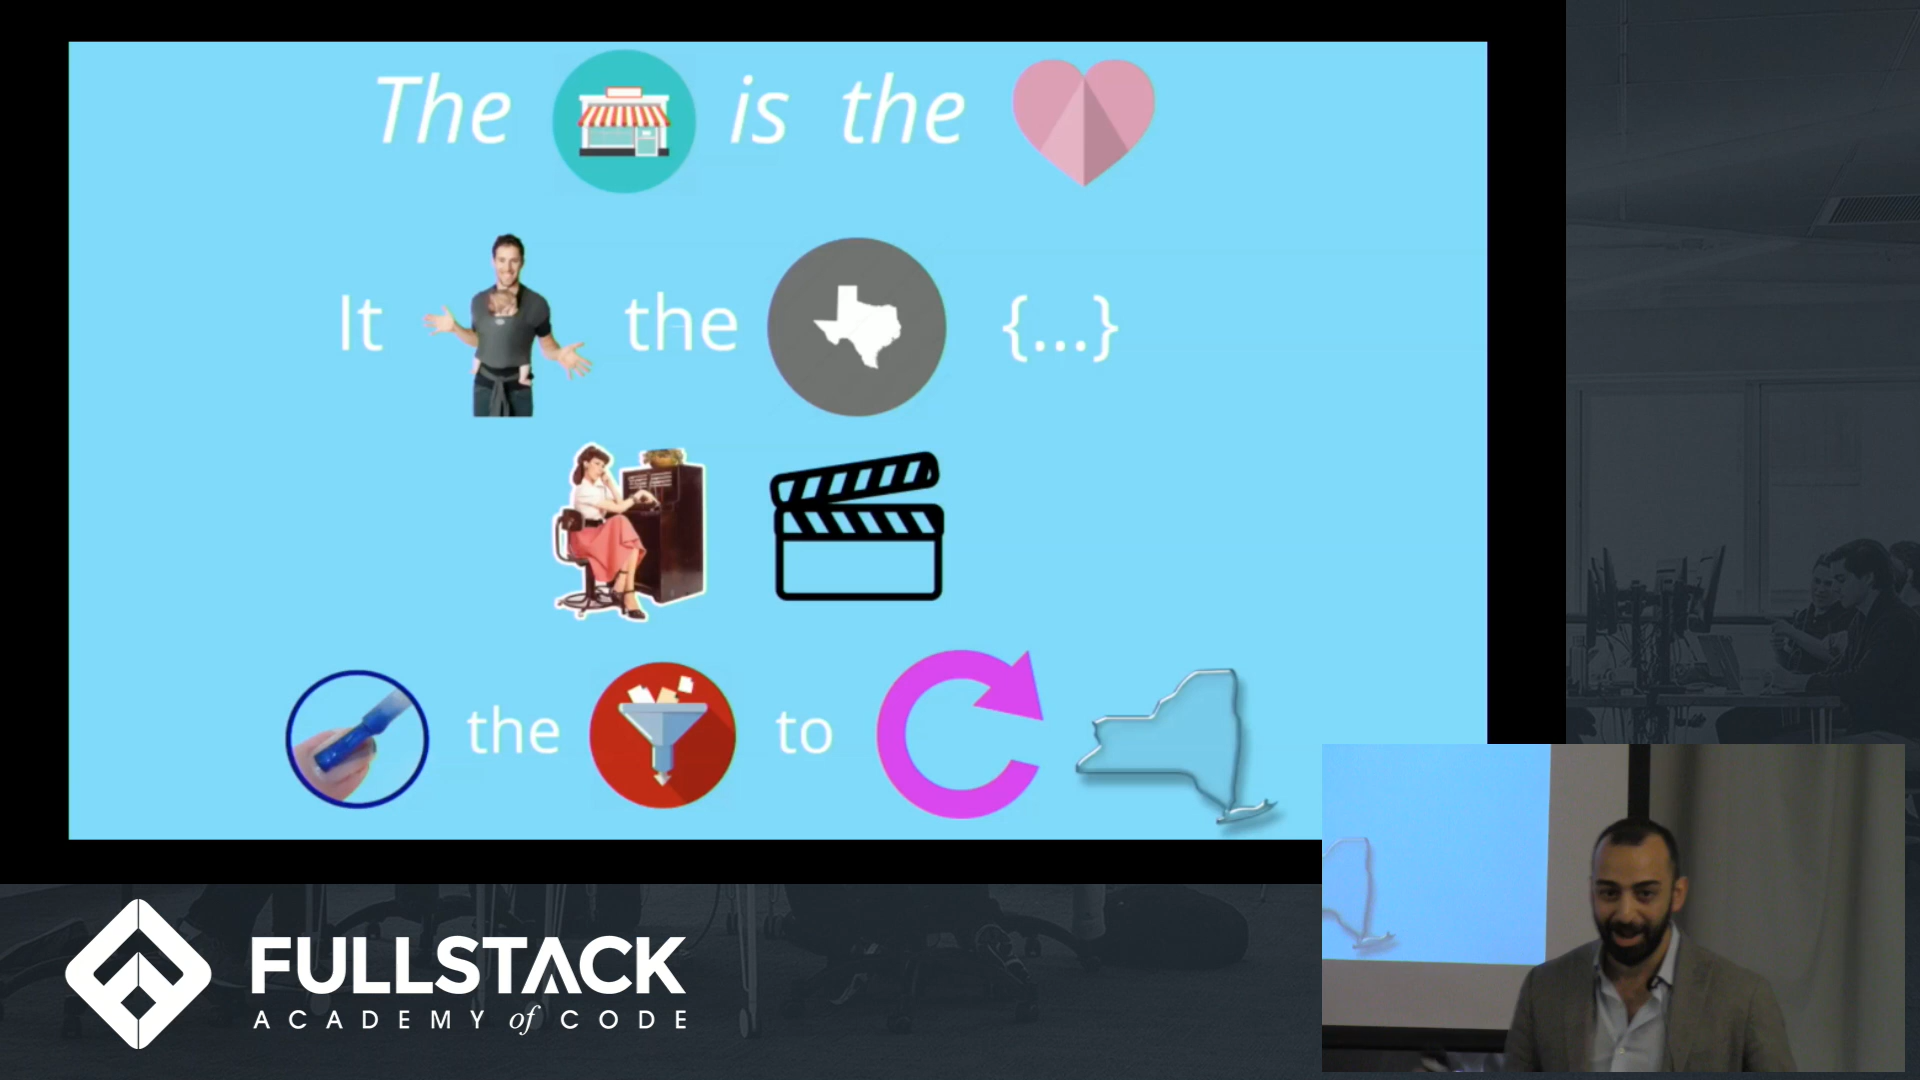 The is the
It the {...}
the to
FULLSTACK
ACADEMY of CODE